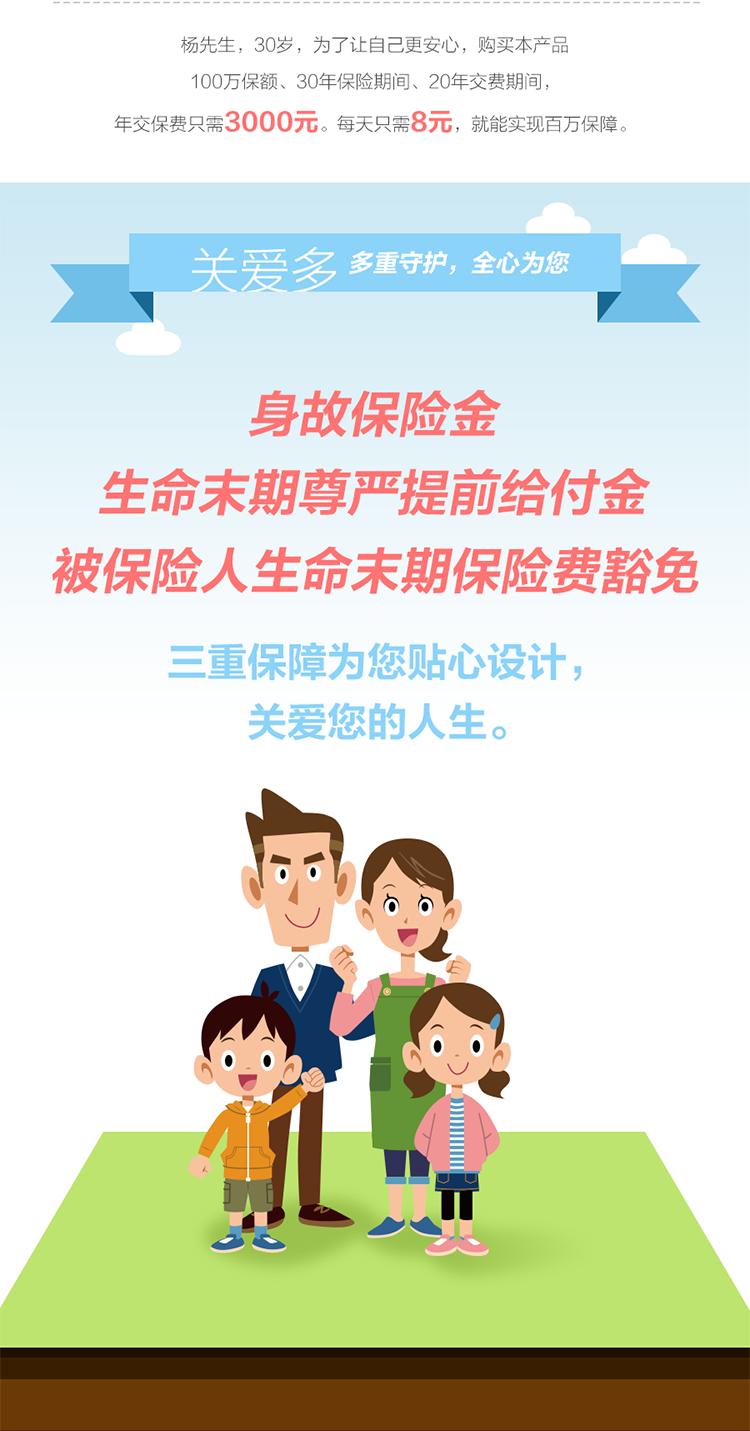 杨先生，30岁，为了让自己更安心，购买本产品
100万保额、30年保险期间、20年交费期间，
年交保费只需3000元。每天只需8元，就能实现百万保障。
关爱多 多重守护，全心为您
身故保险金
生命末期尊严提前给付金
被保险人生命末期保险费豁免
三重保障为您贴心设计，
关爱您的人生。